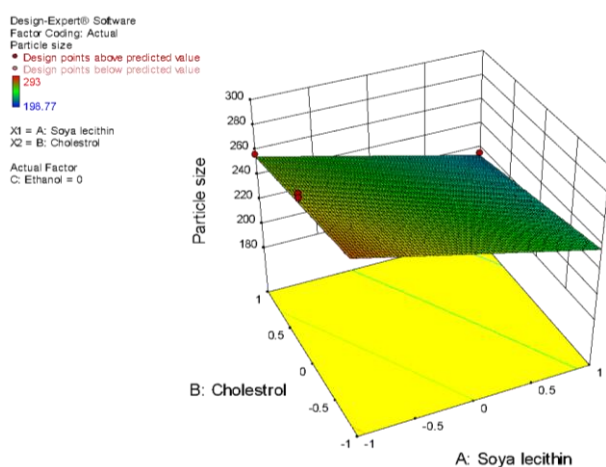 Design-Expert® Software
Factor Coding: Actual
Particle size
Design points above predicted value
Design points below predicted value
293
198.77
X1 = A: Soya lecithin
X2 = B: Cholestrol
Actual Factor
C: Ethanol = 0
300
280
260
240
220
200
180
Particle size
1
0.5
0
-0.5
-1
B: Cholestrol
-1
-0.5
0
0.5
1
A: Soya lecithin